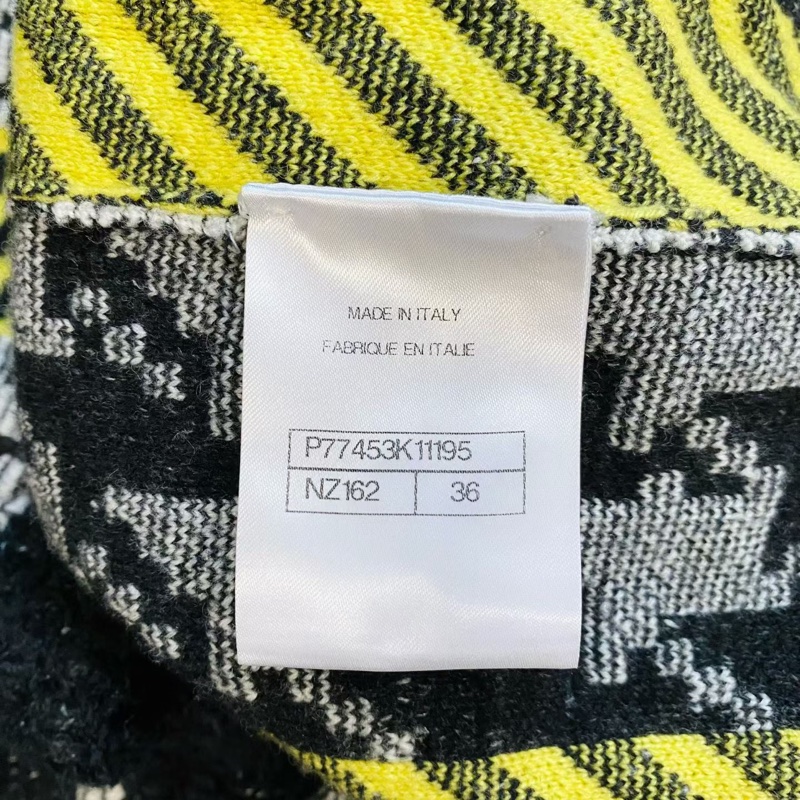 MADE IN ITALY
FABRIQUE EN ITALIE
P77453K11195
NZ162 36